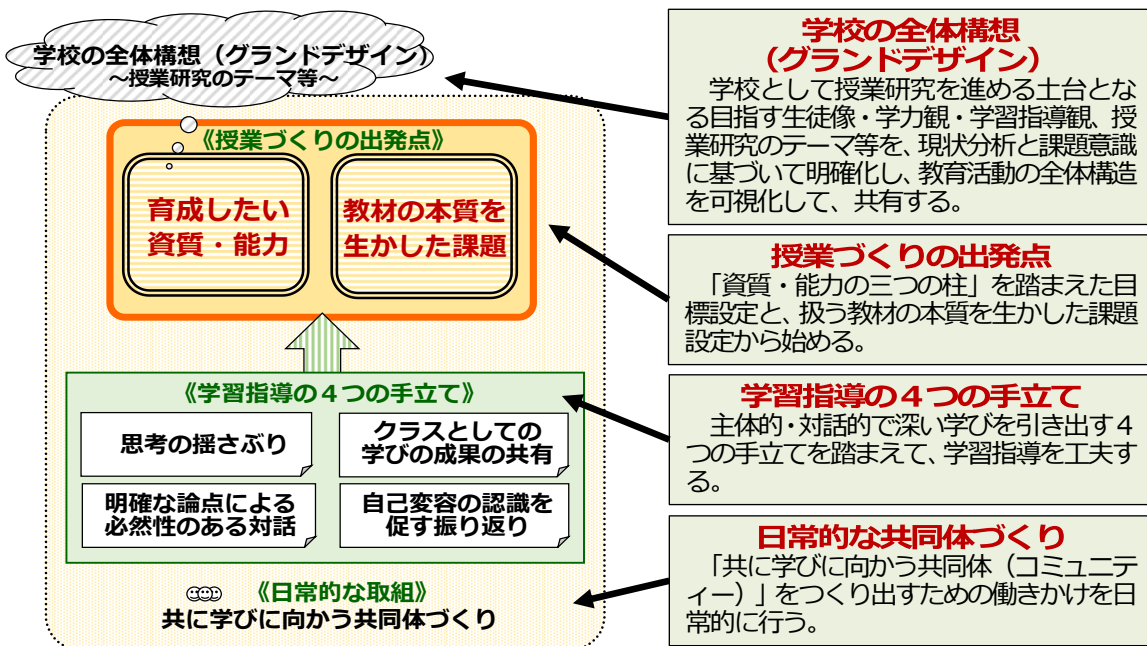 学校の全体構想（グランドデザイン）
～授業研究のテーマ等～
《授業づくりの出発点》
育成したい
資質・能力
教材の本質を
生かした課題
《学習指導の４つの手立て》
思考の揺さぶり
クラスとしての
学びの成果の共有
明確な論点による
必然性のある対話
自己変容の認識を
促す振り返り
《日常的な取組》
共に学びに向かう共同体づくり
学校の全体構想
（グランドデザイン）
学校として授業研究を進める土台とな
る目指す生徒像・学力観・学習指導観、授
業研究のテーマ等を、現状分析と課題意識
に基づいて明確化し、教育活動の全体構造
を可視化して、共有する。
授業づくりの出発点
「資質・能力の三つの柱」を踏まえた目
標設定と、扱う教材の本質を生かした課題
設定から始める。
学習指導の４つの手立て
主体的・対話的で深い学びを引き出す４
つの手立てを踏まえて、学習指導を工夫す
る。
日常的な共同体づくり
「共に学びに向かう共同体（コミュニテ
ィー）」をつくり出すための働きかけを日
常的に行う。